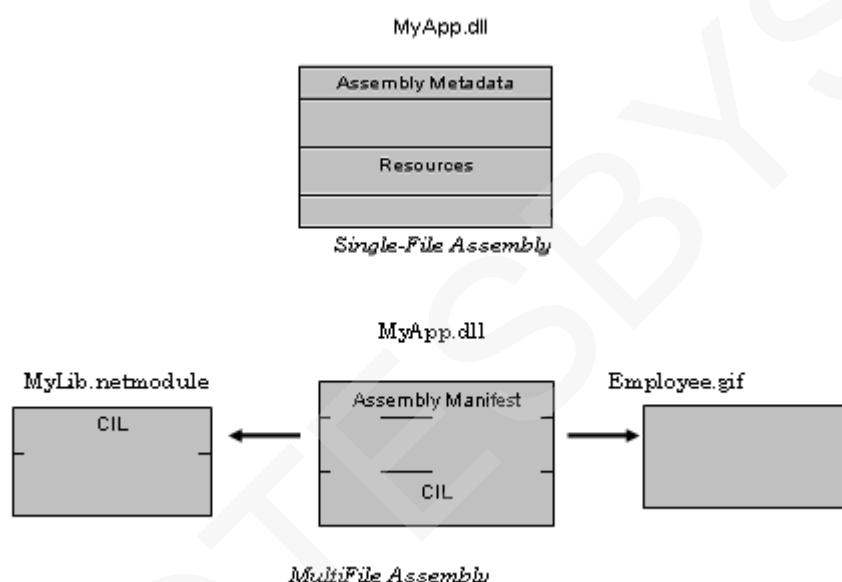 MyApp.dll
Assembly Metadata
Resources
Single-File Assembly
MyApp.dll
MyLib.netmodule
Employee.gif
Assembly Manifest
CIL
CIL
MultiFile Assembly